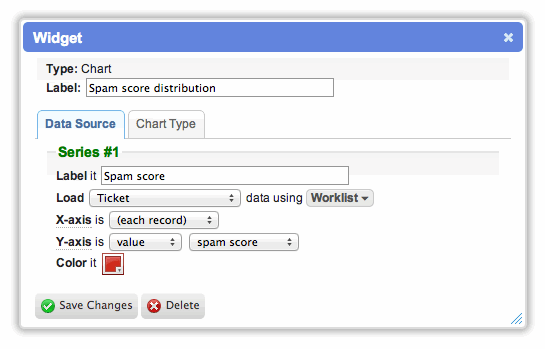 Widget
Type: Chart
Label: Spam score distribution
Data Source Chart Type
Series #1
Label it Spam score
Load Ticket data using Worklist
X-axis is (each record)
Y-axis is value spam score
Color it
Save Changes Delete